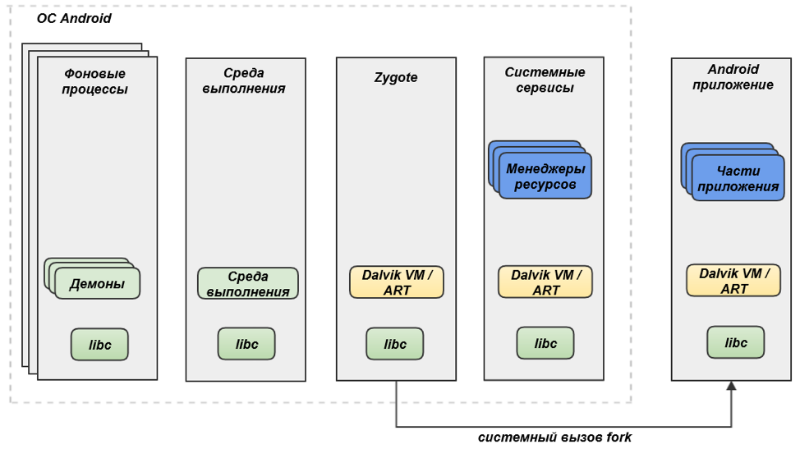 ОС Android
Фоновые
процессы
Демоны
libc
Среда
выполнения
Среда
выполнения
libc
Zygote
Dalvik VM /
ART
libc
Системные
сервисы
Менеджеры
ресурсов
Dalvik VM /
ART
libc
Android
приложение
Части
приложения
Dalvik VM /
ART
libc
системный вызов fork